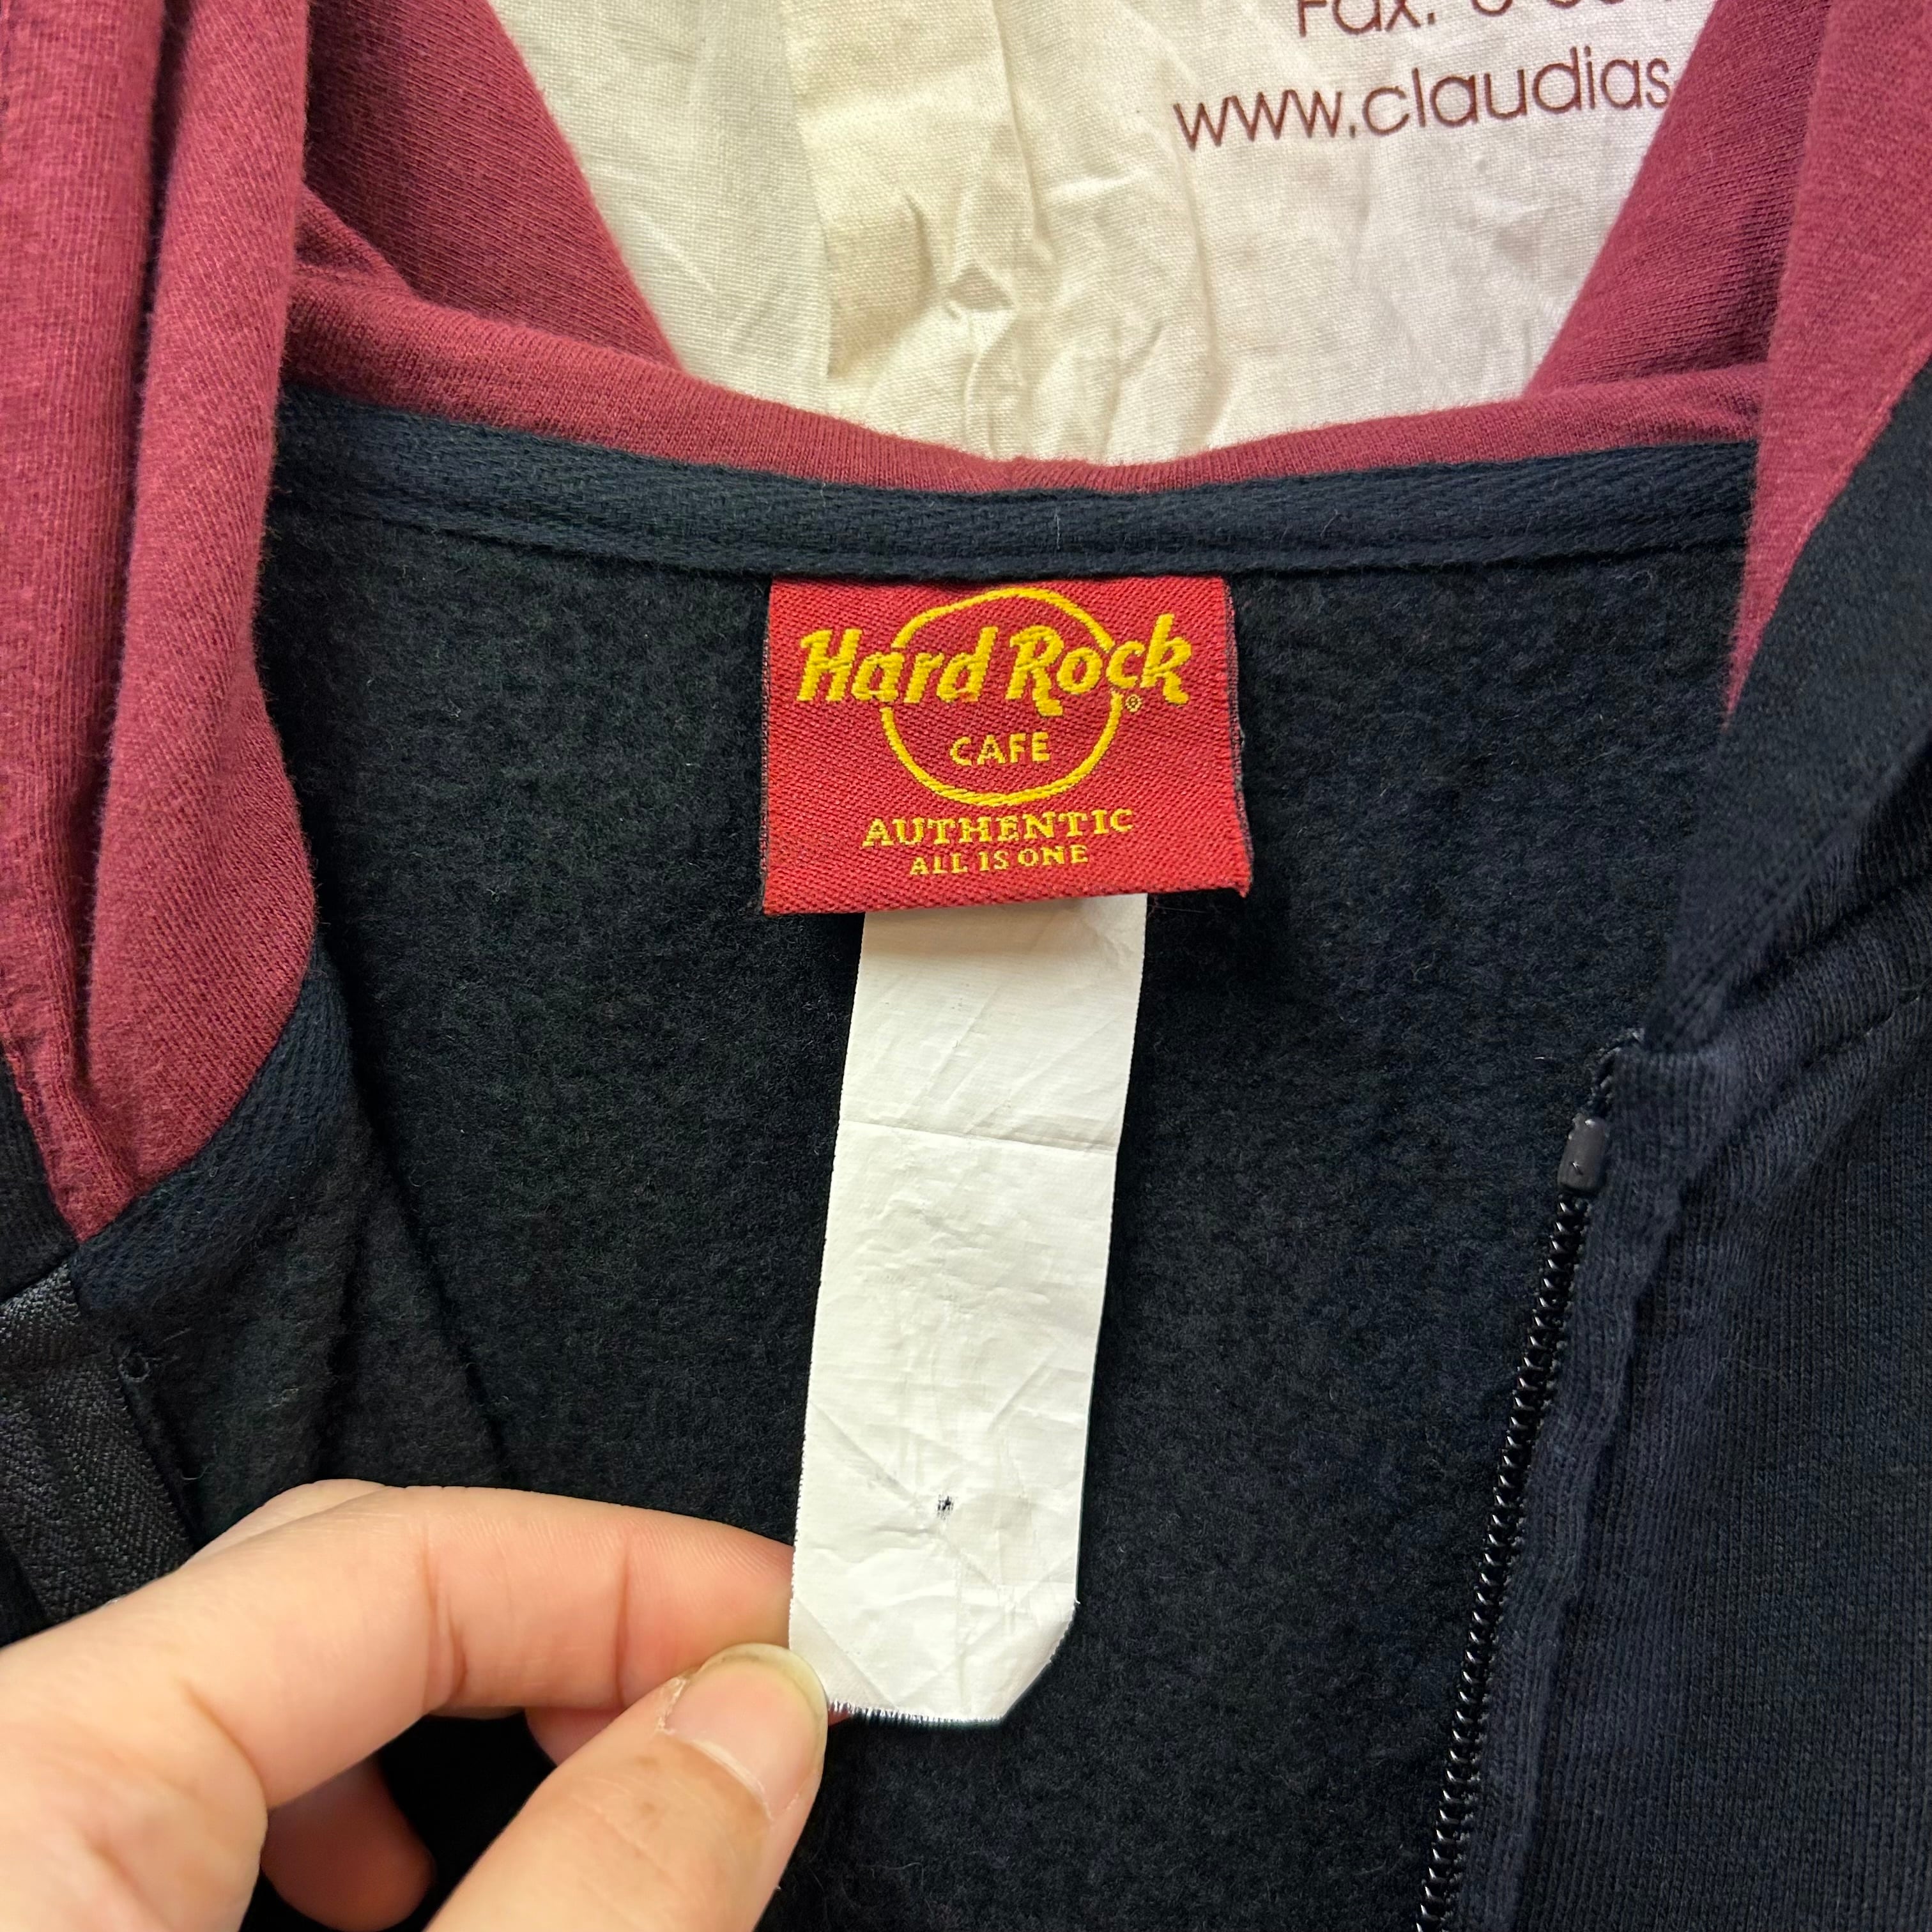 Fax:
www.claudias
Hard Rock®
CAFE
AUTHENTIC
ALL IS ONE